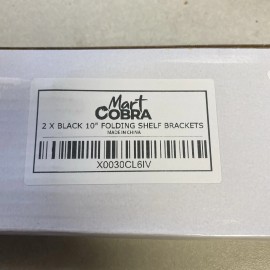 Mart
COBRA
2 X BLACK 10" FOLDING SHELF BRACKETS
MADE IN CHINA
X0030CL6IV